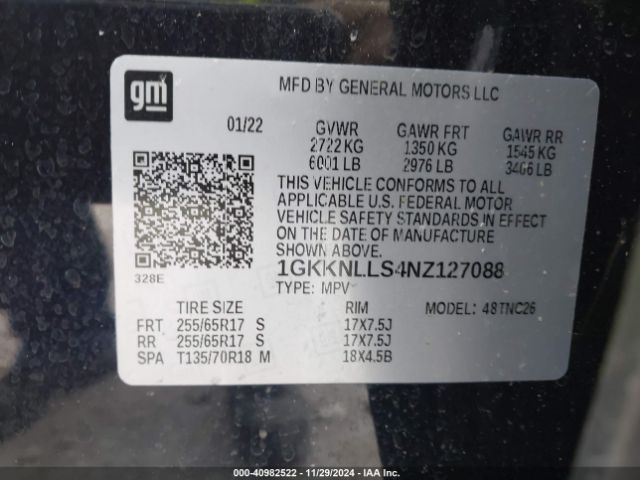 gm
MFD BY GENERAL MOTORS LLC
01/22 GVWR GAWR FRT GAWR RR
2722 KG 1350 KG 1545 KG
6001 LB 2976 LB 3406 LB
THIS VEHICLE CONFORMS TO ALL
APPLICABLE U.S. FEDERAL MOTOR
VEHICLE SAFETY STANDARDS IN EFFECT
ON THE DATE OF MANUFACTURE
SHOWN ABOVE.
1GKKNLLS4NZ127088
328E
TYPE: MPV
TIRE SIZE RIM MODEL: 48TNC26
FRT 255/65R17 S 17X7.5J
RR 255/65R17 S 17X7.5J
SPA T135/70R18 M 18X4.5B
000-40982522 - 11/29/2024 - IAAI.COM